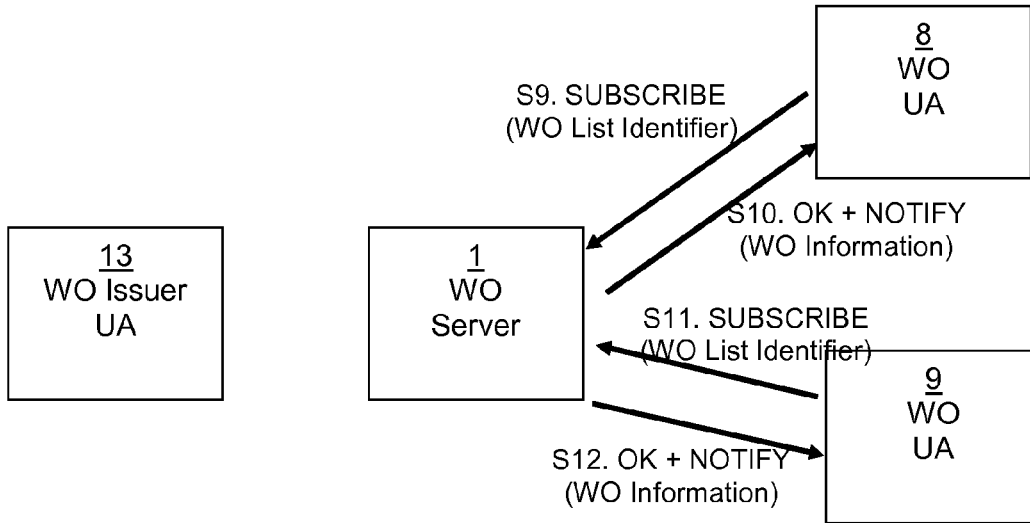 8
WO
UA
S9. SUBSCRIBE
(WO List Identifier)
S10. OK + NOTIFY
(WO Information)
13
WO Issuer
UA
1
WO
Server
S11. SUBSCRIBE
(WO List Identifier)
9
WO
UA
S12. OK + NOTIFY
(WO Information)